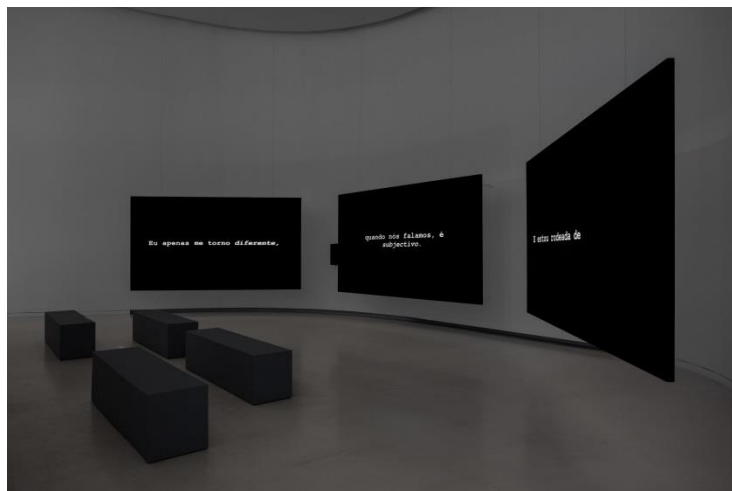 Eu apenas me torno diferente,
quando nós falamos, é
subjectivo.
E estou rodeada de